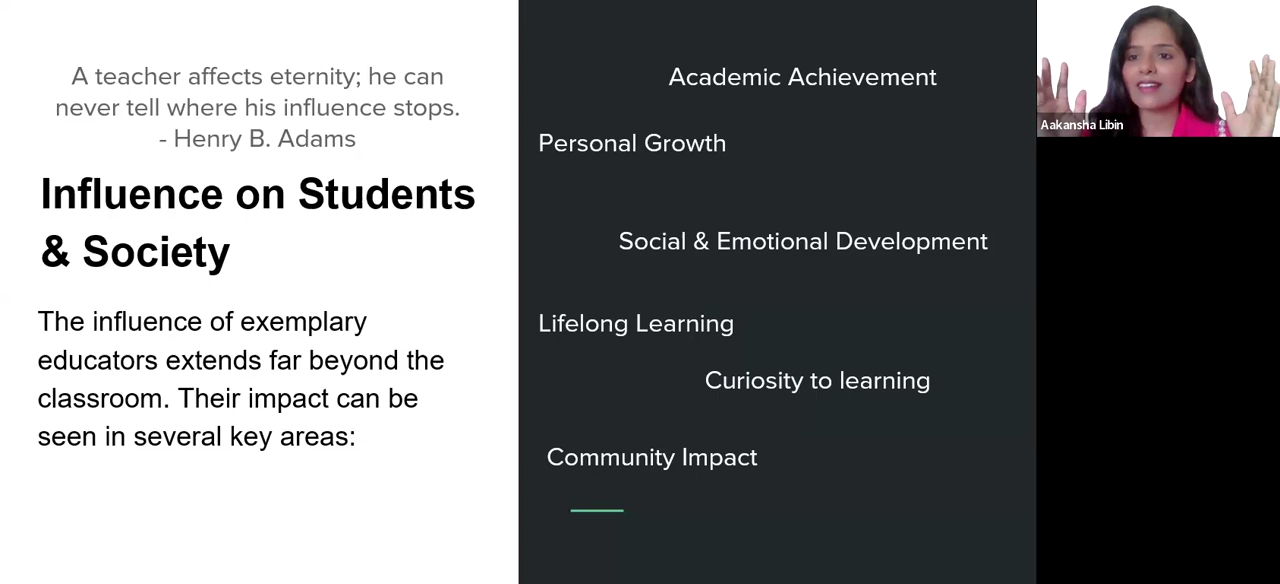 A teacher affects eternity; he can
never tell where his influence stops.
- Henry B. Adams
Influence on Students
& Society
The influence of exemplary
educators extends far beyond the
classroom. Their impact can be
seen in several key areas:
Academic Achievement
Personal Growth
Social & Emotional Development
Lifelong Learning
Curiosity to learning
Community Impact
Aakansha Libin